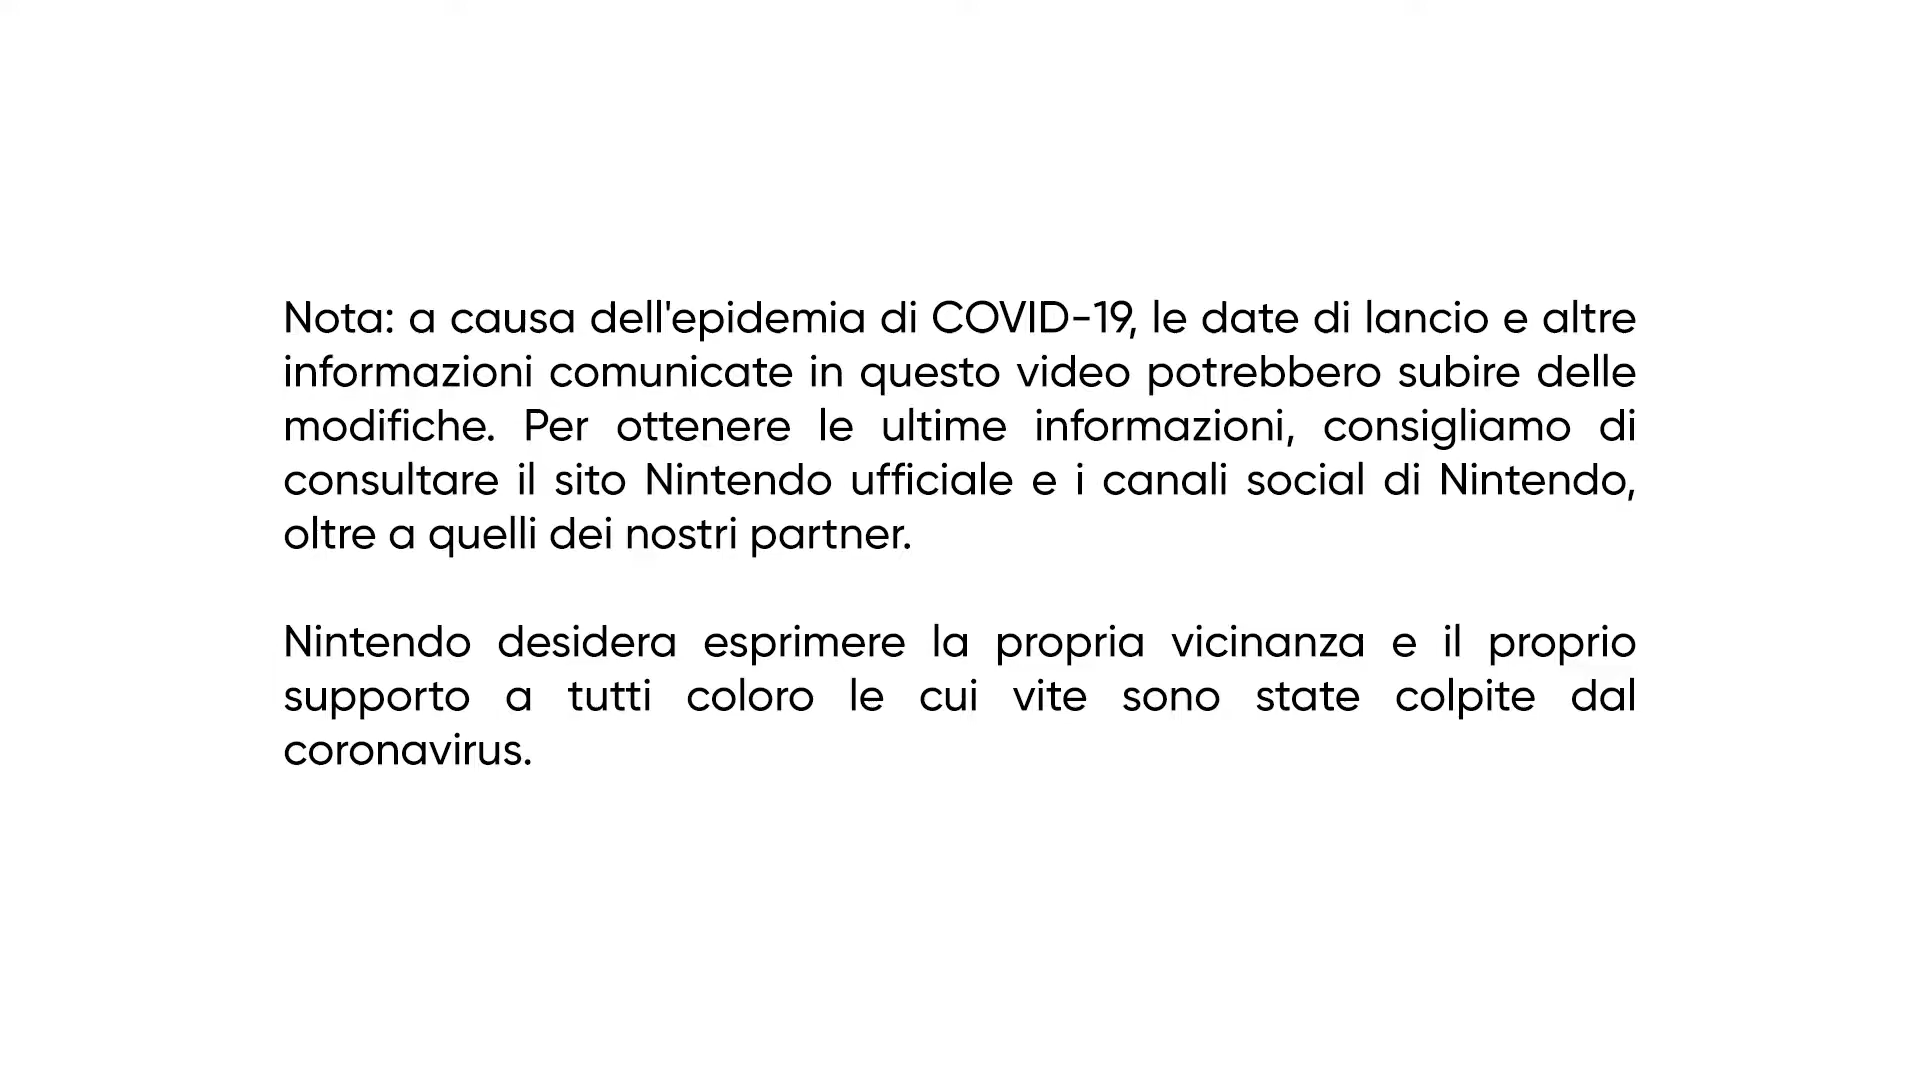 Nota: a causa dell'epidemia di COVID-19, le date di lancio e altre
informazioni comunicate in questo video potrebbero subire delle
modifiche. Per ottenere le ultime informazioni, consigliamo di
consultare il sito Nintendo ufficiale e i canali social di Nintendo,
oltre a quelli dei nostri partner.
Nintendo desidera esprimere la propria vicinanza e il proprio
supporto a tutti coloro le cui vite sono state colpite dal
coronavirus.